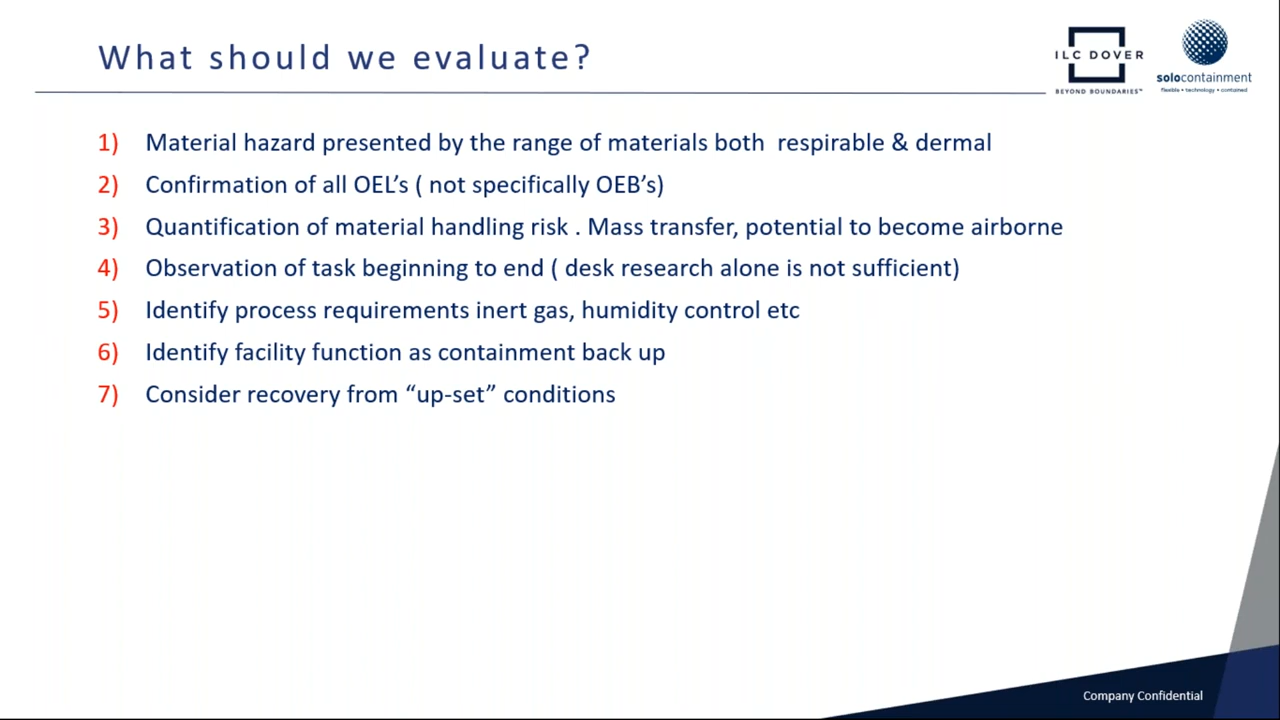 What should we evaluate?
ILC DOVER
BEYOND BOUNDARIES™
solocontainment
flexible • technology • contained
1) Material hazard presented by the range of materials both  respirable & dermal
2) Confirmation of all OEL’s ( not specifically OEB’s)
3) Quantification of material handling risk . Mass transfer, potential to become airborne
4) Observation of task beginning to end ( desk research alone is not sufficient)
5) Identify process requirements inert gas, humidity control etc
6) Identify facility function as containment back up
7) Consider recovery from “up-set” conditions
Company Confidential